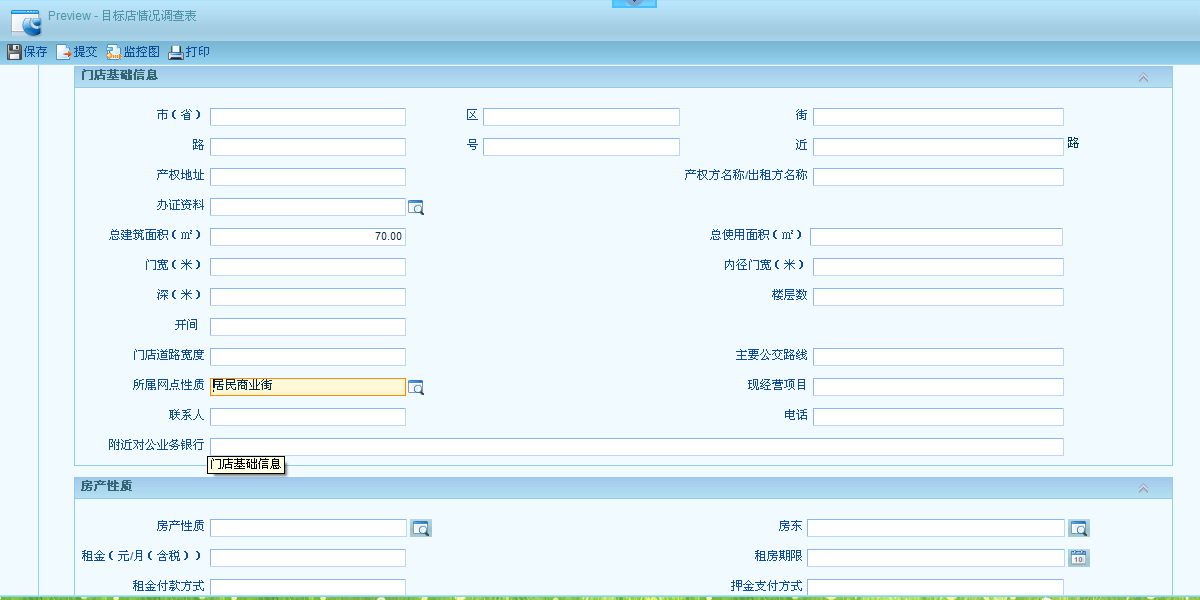 Preview - 目标店情况调查表
保存 提交 监控图 打印
门店基础信息
市（省） 区 街
路 号 近 路
产权地址 产权方名称/出租方名称
办证资料
总建筑面积（㎡） 70.00 总使用面积（㎡）
门宽（米） 内径门宽（米）
深（米） 楼层数
开间
门店道路宽度 主要公交路线
所属网点性质 居民商业街 现经营项目
联系人 电话
附近对公业务银行
门店基础信息
房产性质
房产性质 房东
租金（元/月（含税）） 租房期限
10
租金付款方式 押金支付方式